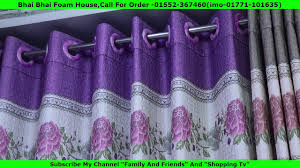 Bhai Bhai Foam House,Call For Order -01552-367460(imo-01771-101635)
Subscribe My Channel "Family And Friends" And "Shopping Tv"